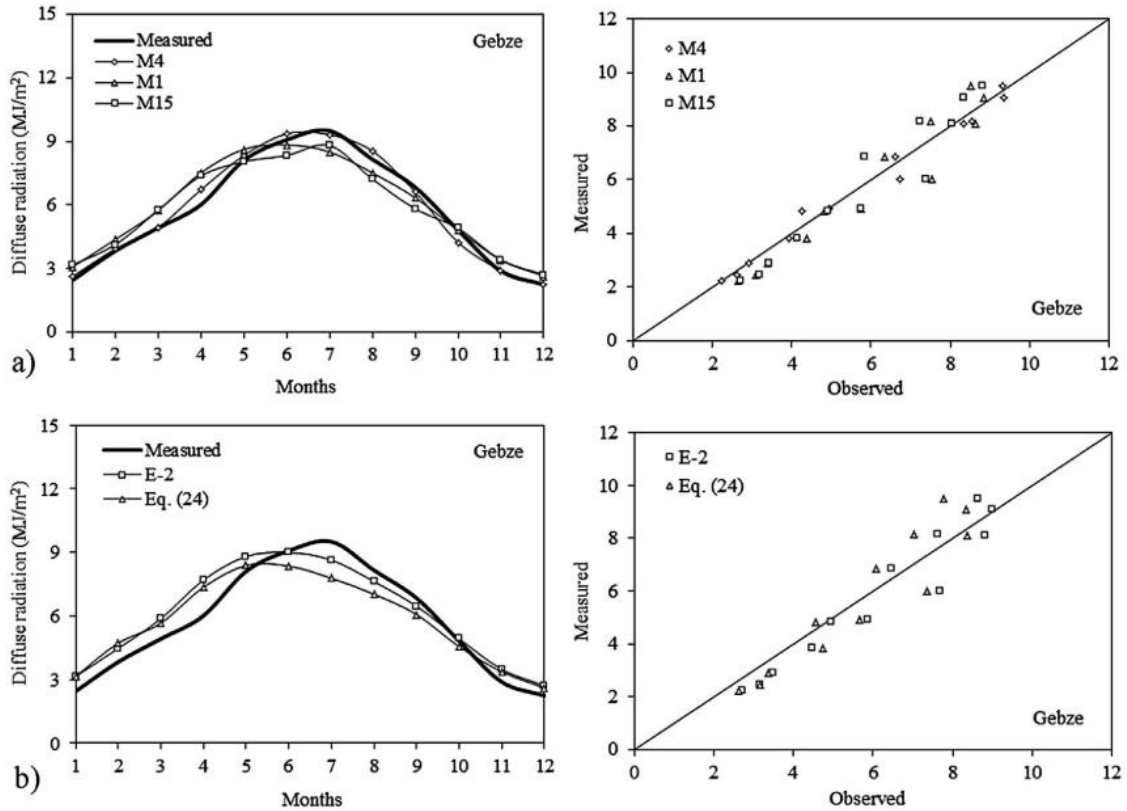 15
12
9
6
3
0
Diffuse radiation (MJ/m²)
Measured
M4
M1
M15
Gebze
1 2 3 4 5 6 7 8 9 10 11 12
Months
a)
12
10
8
6
4
2
0
Measured
M4
M1
M15
Gebze
0 2 4 6 8 10 12
Observed
15
12
9
6
3
0
Diffuse radiation (MJ/m²)
Measured
E-2
Eq. (24)
Gebze
1 2 3 4 5 6 7 8 9 10 11 12
Months
b)
12
10
8
6
4
2
0
Measured
E-2
Eq. (24)
Gebze
0 2 4 6 8 10 12
Observed